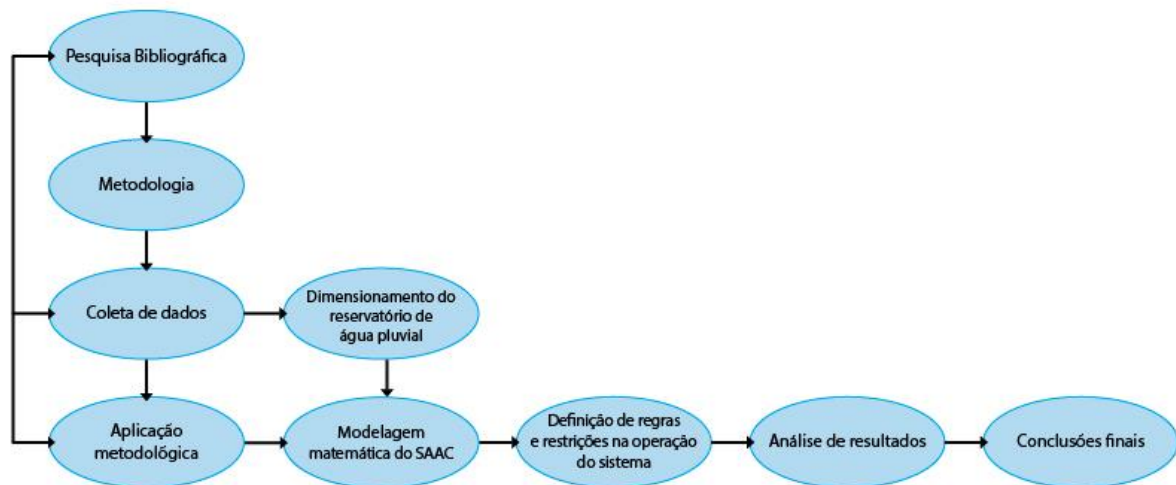 Pesquisa Bibliográfica
Metodologia
Coleta de dados
Dimensionamento do
reservatório de
água pluvial
Aplicação
metodológica
Modelagem
matemática do SAAC
Definição de regras
e restrições na operação
do sistema
Análise de resultados
Conclusões finais